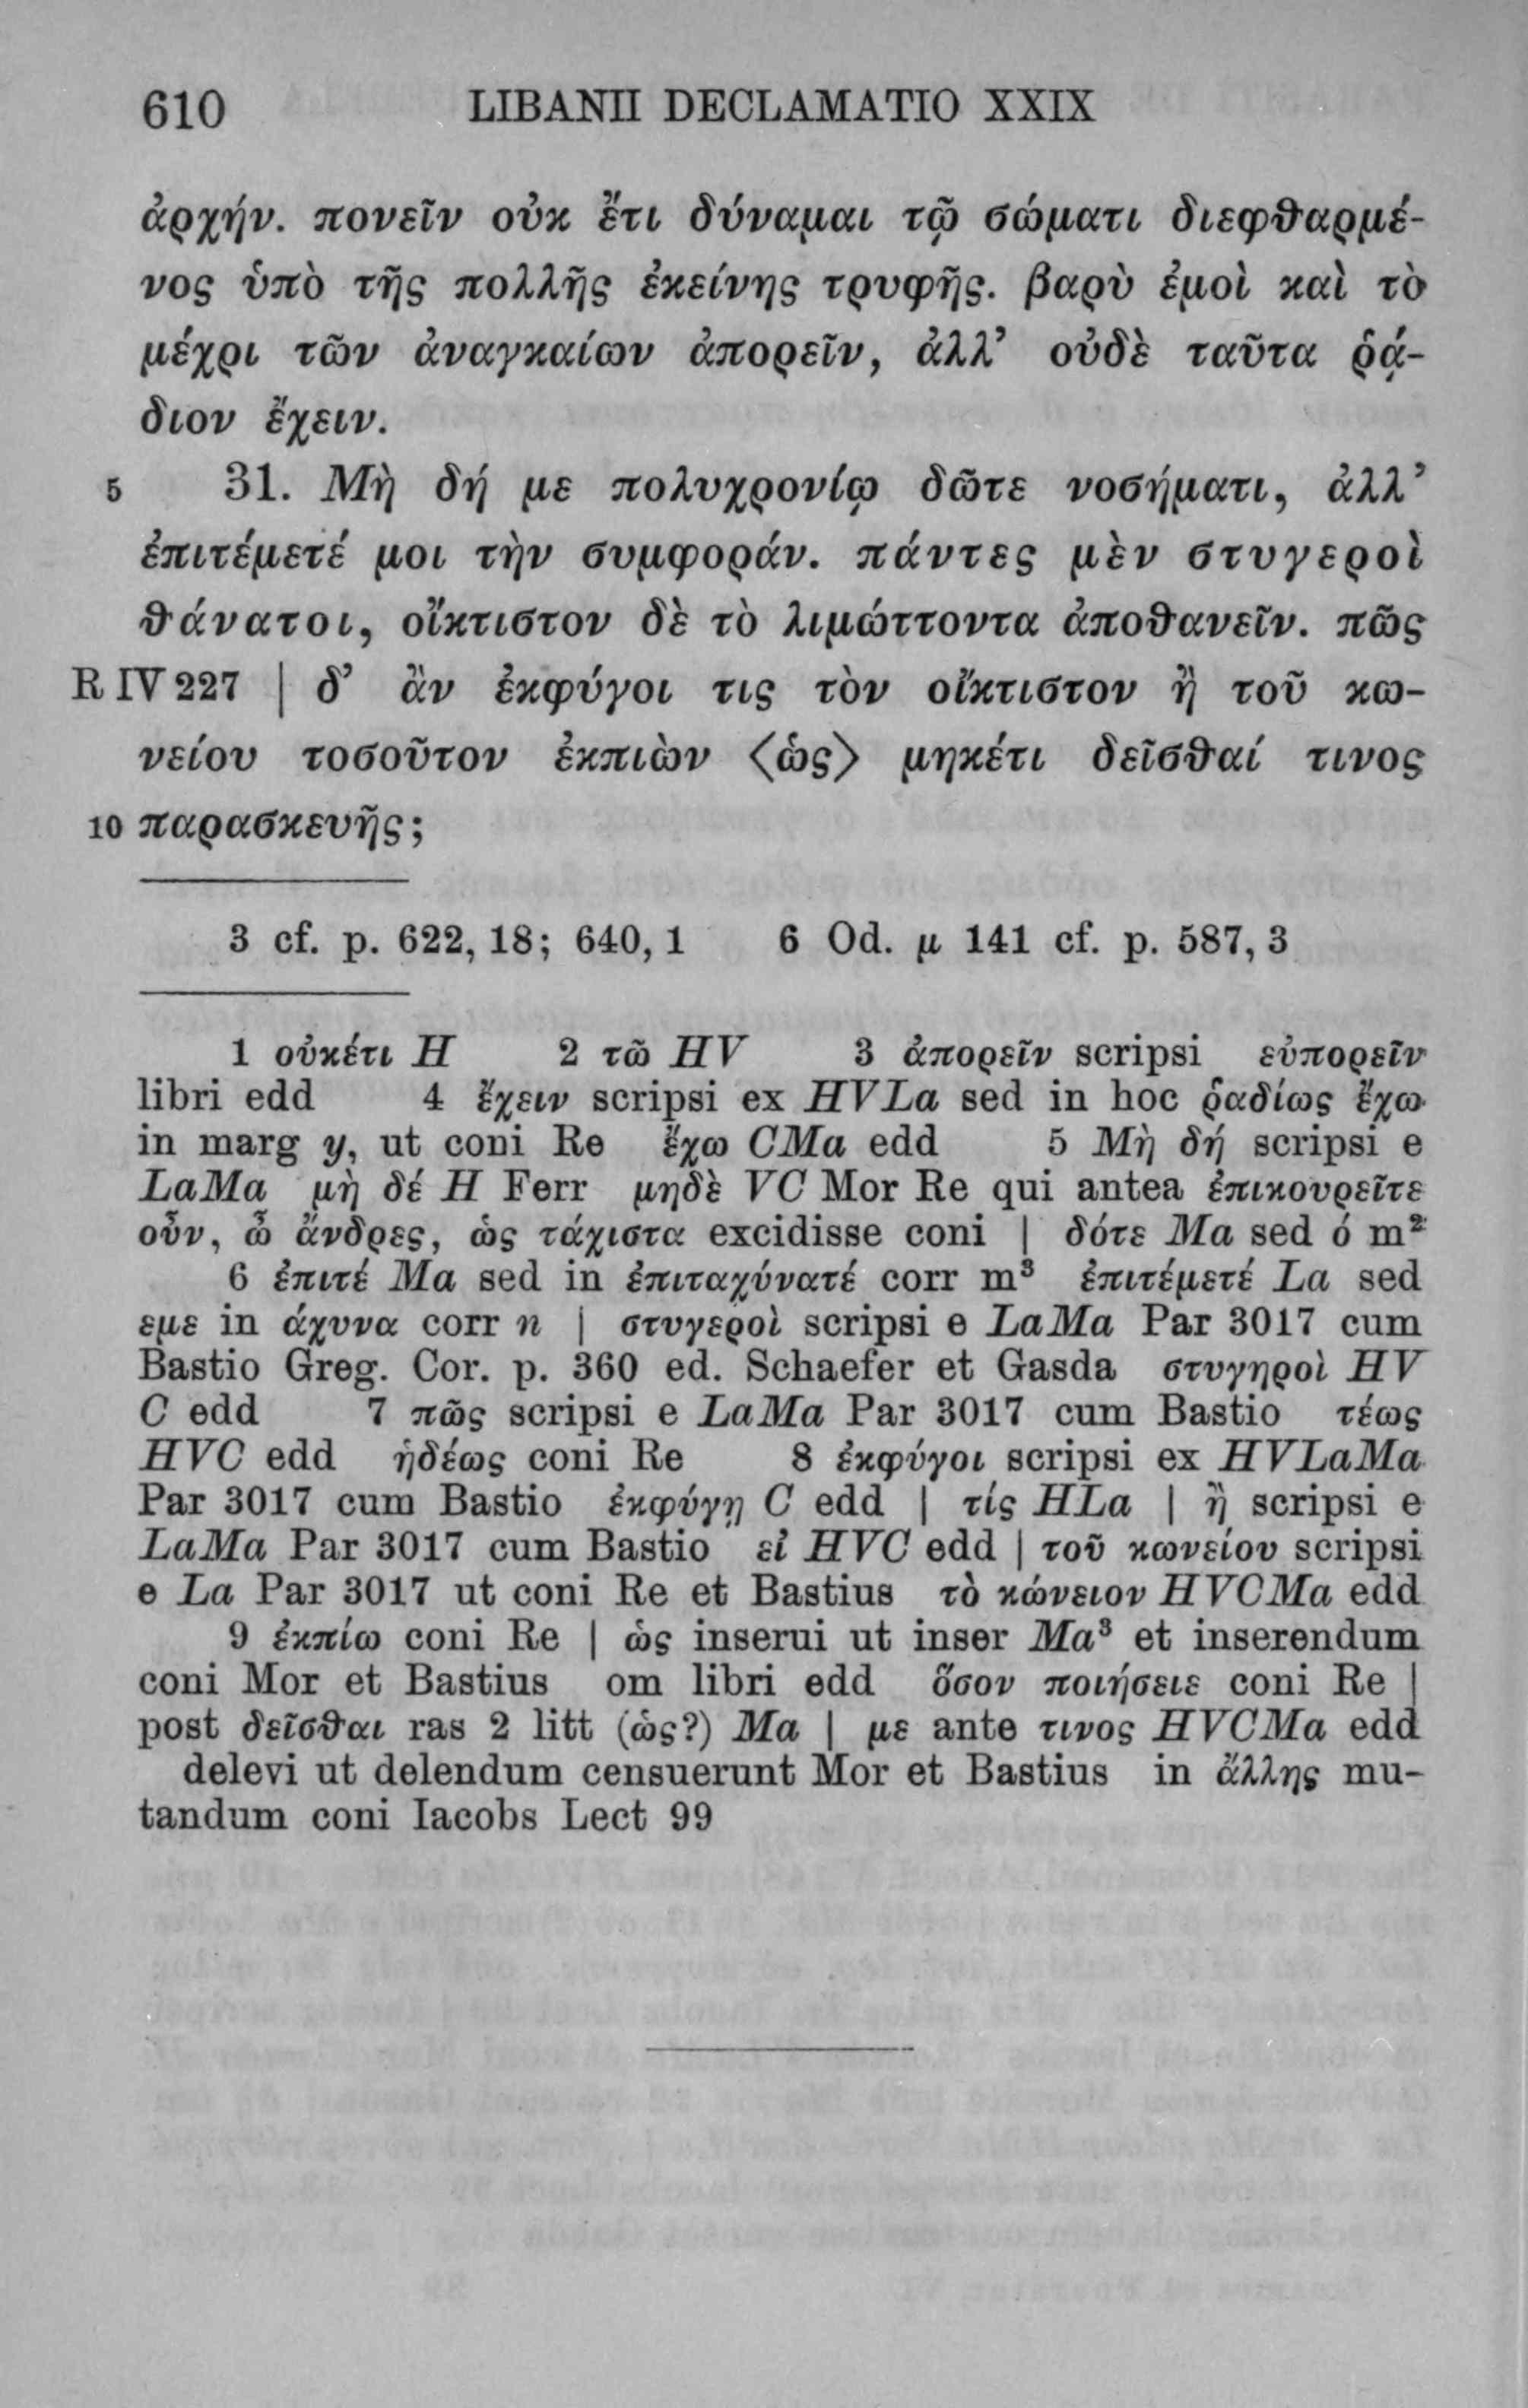 610 LIBANII DECLAMATIO XXIX
ἀρχήν. πονεῖν οὐκ ἔτι δύναμαι τῷ σώματι διεφθαρμέ-
νος ὑπὸ τῆς πολλῆς ἐκείνης τρυφῆς. βαρὺ ἐμοὶ καὶ τὸ
μέχρι τῶν ἀναγκαίων ἀπορεῖν, ἀλλ’ οὐδὲ ταῦτα ῥᾴ-
διον ἔχειν.
5 31. Μὴ δή με πολυχρονίῳ δῶτε νοσήματι, ἀλλ’
ἐπιτέμετέ μοι τὴν συμφοράν. πάντες μὲν στυγεροὶ
θάνατοι, οἴκτιστον δὲ τὸ λιμώττοντα ἀποθανεῖν. πῶς
R IV 227 | δ’ ἂν ἐκφύγοι τις τὸν οἴκτιστον ἢ τοῦ κω-
νείου τοσοῦτον ἐκπιὼν ⟨ὡς⟩ μηκέτι δεῖσθαί τινος
10 παρασκευῆς;
3 cf. p. 622, 18; 640, 1 6 Od. μ 141 cf. p. 587, 3
1 οὐκέτι H 2 τῶ HV 3 ἀπορεῖν scripsi εὐπορεῖν
libri edd 4 ἔχειν scripsi ex HVLa sed in hoc ῥαδίως ἔχω
in marg y, ut coni Re ἔχω CMa edd 5 Μὴ δή scripsi e
LaMa μὴ δέ H Ferr μηδὲ VC Mor Re qui antea ἐπικουρεῖτε
οὖν, ὦ ἄνδρες, ὡς τάχιστα excidisse coni | δότε Ma sed ό m²
6 ἐπιτέ Ma sed in ἐπιταχύνατέ corr m³ ἐπιτέμετέ La sed
εμε in άχυνα corr n | στυγεροὶ scripsi e LaMa Par 3017 cum
Bastio Greg. Cor. p. 360 ed. Schaefer et Gasda στυγηροὶ HV
C edd 7 πῶς scripsi e LaMa Par 3017 cum Bastio τέως
HVC edd ἡδέως coni Re 8 ἐκφύγοι scripsi ex HVLaMa
Par 3017 cum Bastio ἐκφύγῃ C edd | τίς HLa | ἢ scripsi e
LaMa Par 3017 cum Bastio εἰ HVC edd | τοῦ κωνείου scripsi
e La Par 3017 ut coni Re et Bastius τὸ κώνειον HVCMa edd
9 ἐκπίω coni Re | ὡς inserui ut inser Ma³ et inserendum
coni Mor et Bastius om libri edd ὅσον ποιήσειε coni Re |
post δεῖσθαι ras 2 litt (ὡς?) Ma | με ante τινος HVCMa edd
delevi ut delendum censuerunt Mor et Bastius in ἄλλης mu-
tandum coni Iacobs Lect 99